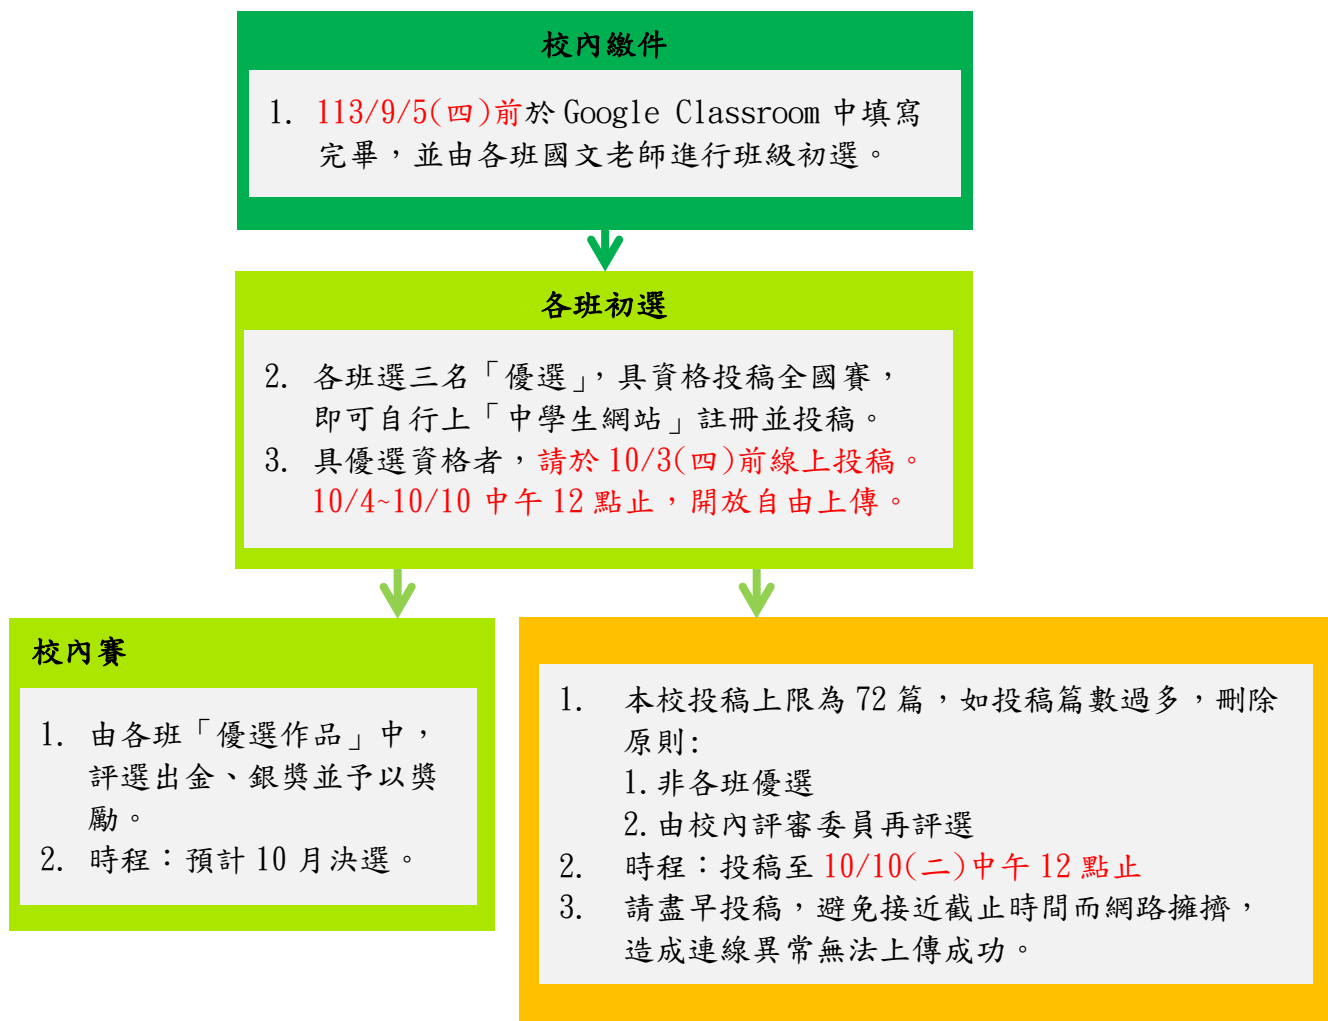 校內繳件
1. 113/9/5(四)前於 Google Classroom 中填寫
完畢，並由各班國文老師進行班級初選。
各班初選
2. 各班選三名「優選」，具資格投稿全國賽，
即可自行上「中學生網站」註冊並投稿。
3. 具優選資格者，請於 10/3(四)前線上投稿。
10/4~10/10 中午 12 點止，開放自由上傳。
校內賽
1. 由各班「優選作品」中，
評選出金、銀獎並予以獎
勵。
2. 時程：預計 10 月決選。
1. 本校投稿上限為 72 篇，如投稿篇數過多，刪除
原則:
1.非各班優選
2.由校內評審委員再評選
2. 時程：投稿至 10/10(二)中午 12 點止
3. 請盡早投稿，避免接近截止時間而網路擁擠，
造成連線異常無法上傳成功。